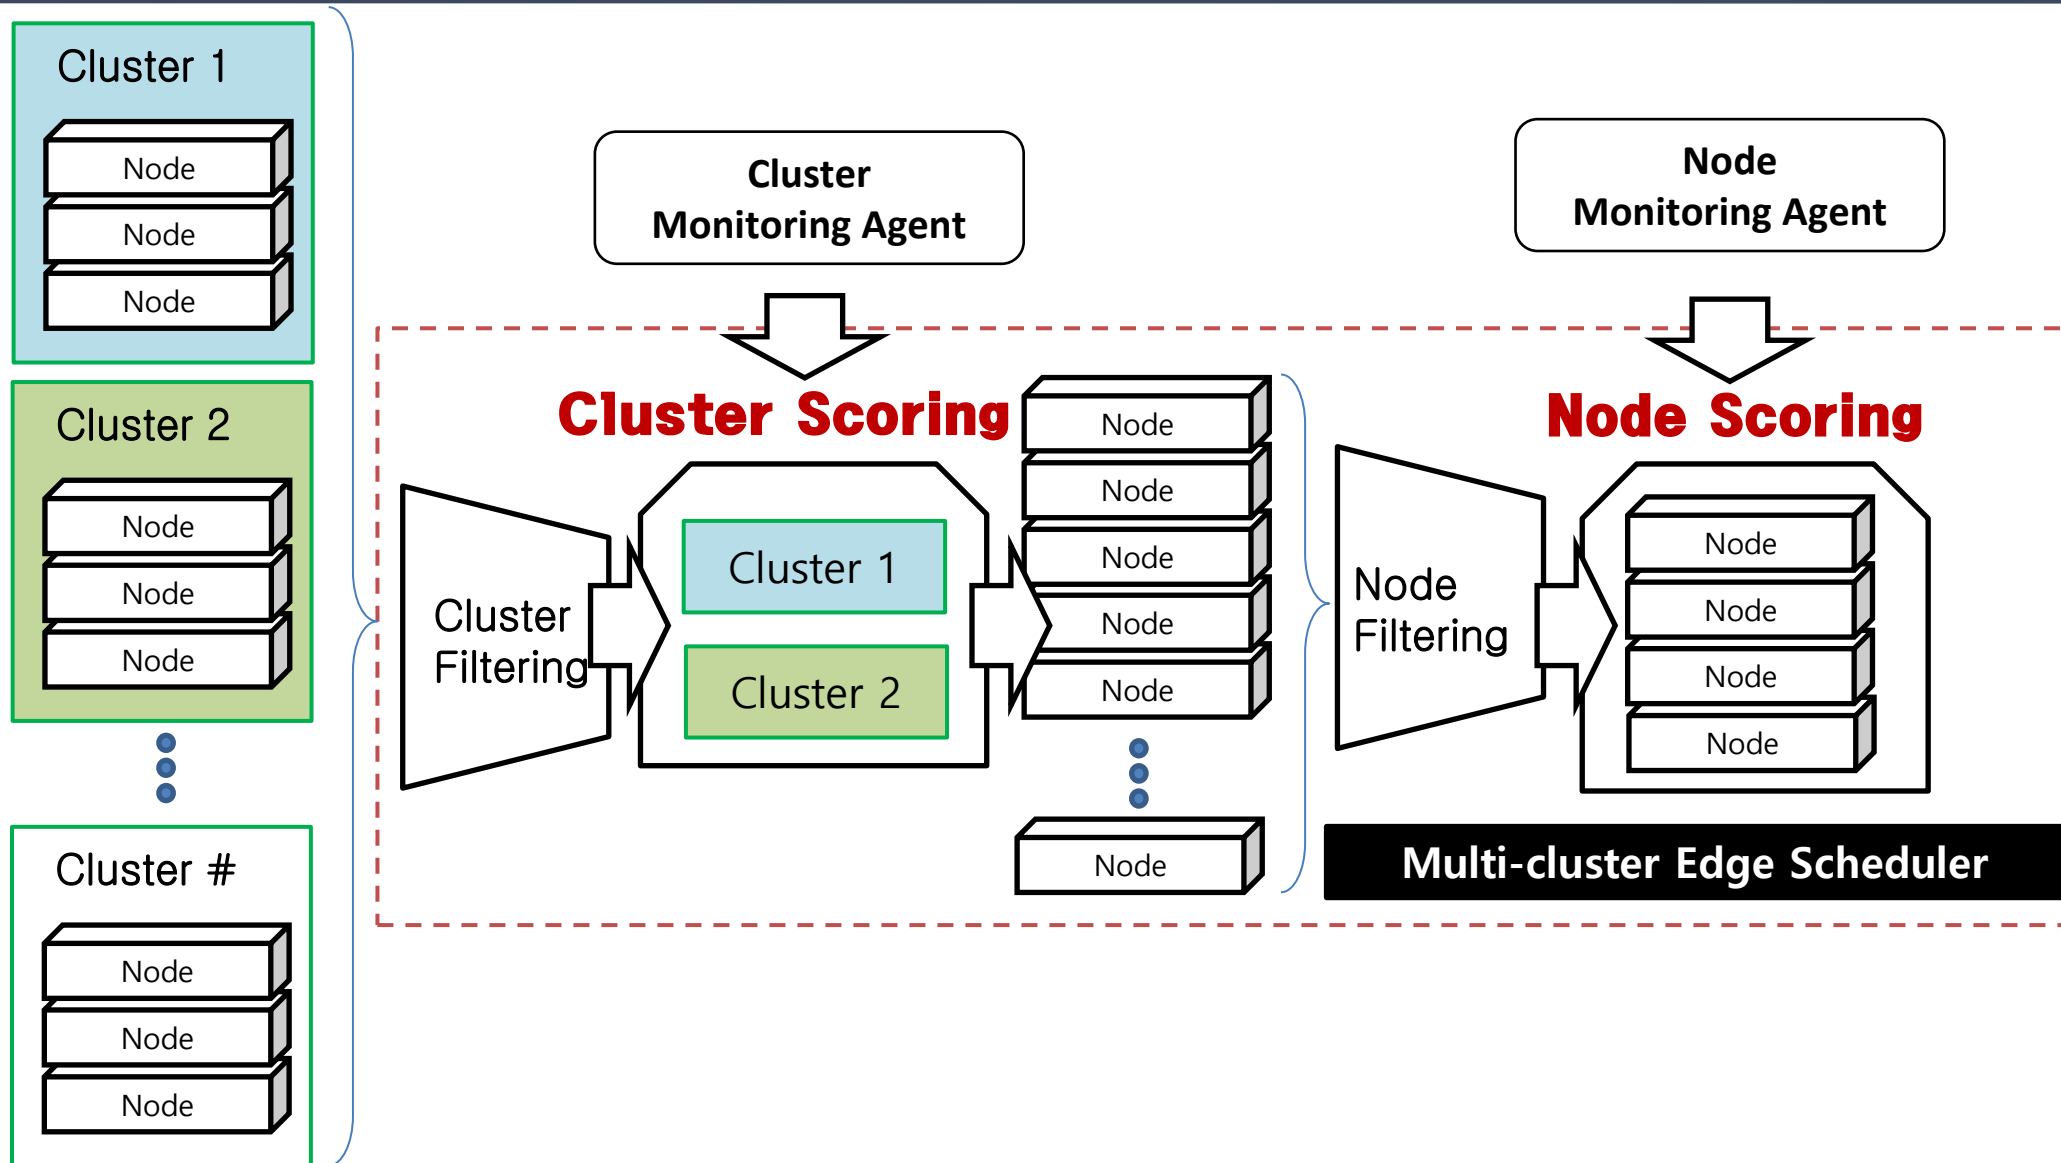 Cluster 1
Node
Node
Node
Cluster 2
Node
Node
Node
Cluster #
Node
Node
Node
Cluster
Monitoring Agent
Cluster Scoring
Cluster
Filtering
Cluster 1
Cluster 2
Node
Node
Node
Node
Node
Node
Node
Monitoring Agent
Node Scoring
Node
Filtering
Node
Node
Node
Node
Multi-cluster Edge Scheduler